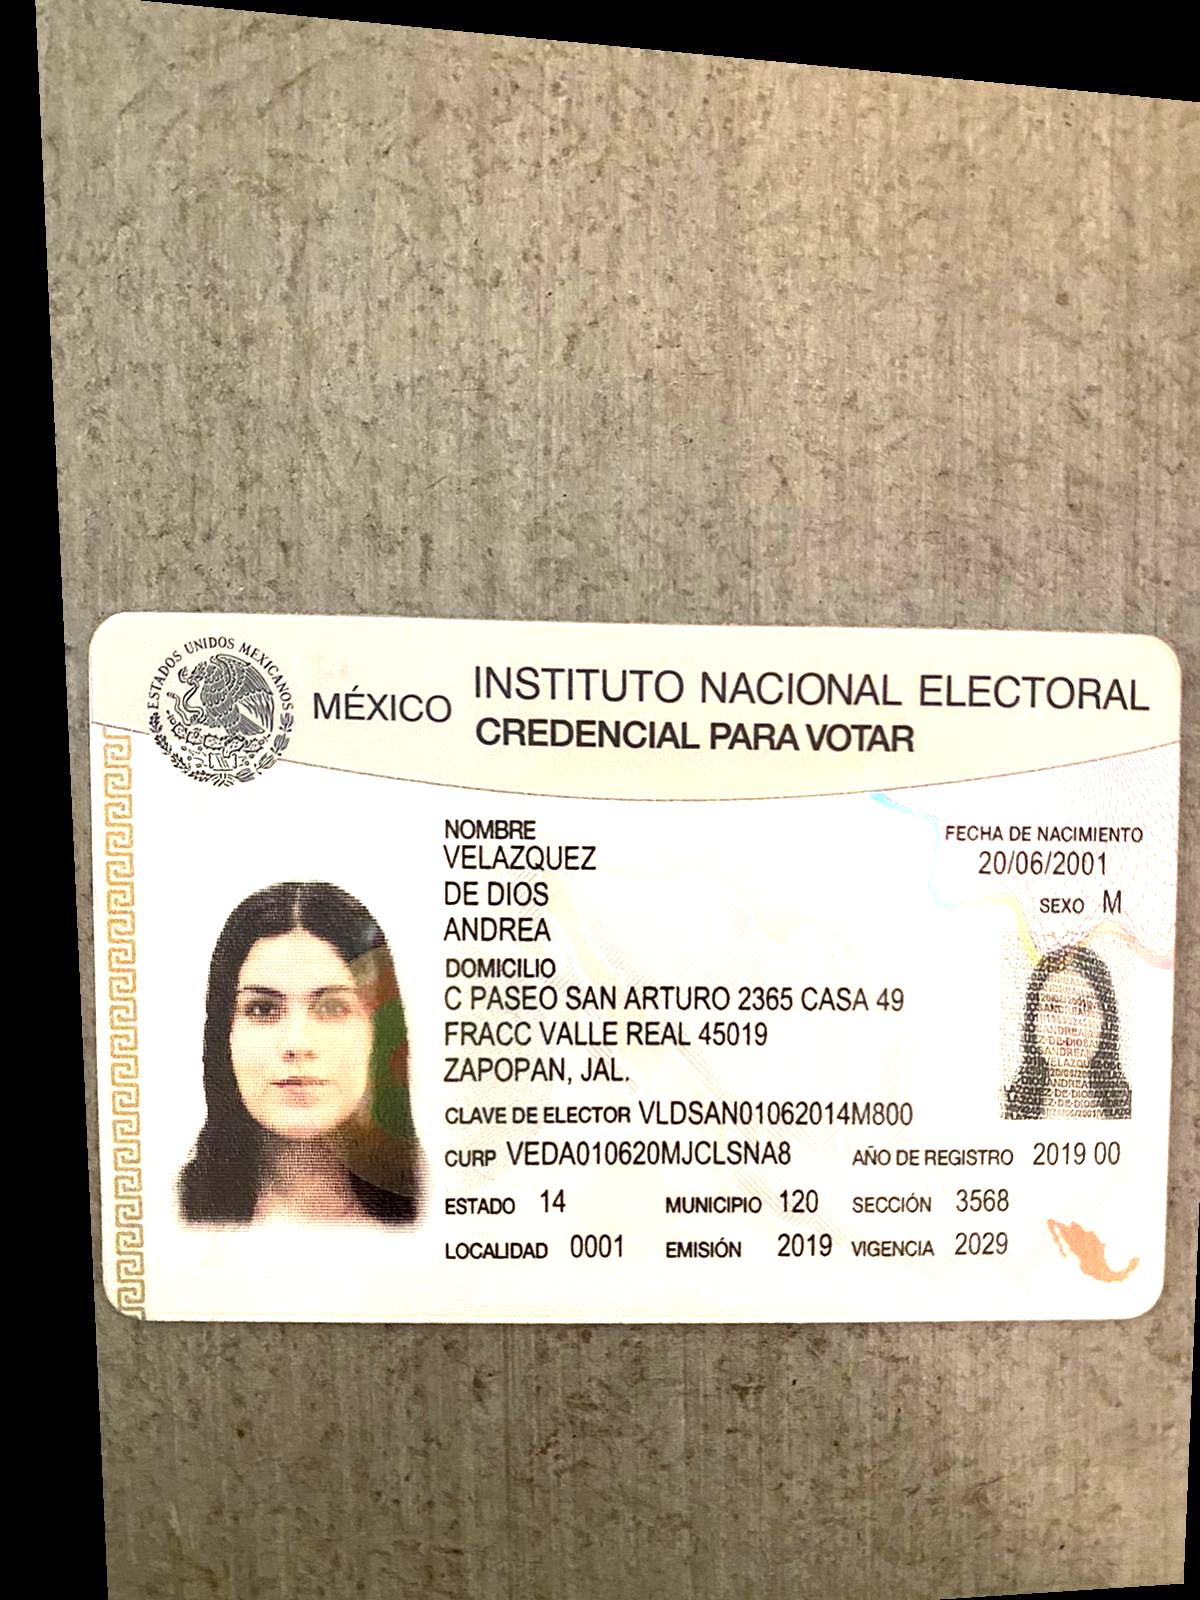 ESTADOS UNIDOS MEXICANOS
MÉXICO
INSTITUTO NACIONAL ELECTORAL
CREDENCIAL PARA VOTAR
NOMBRE
VELAZQUEZ
DE DIOS
ANDREA
FECHA DE NACIMIENTO
20/06/2001
SEXO M
DOMICILIO
C PASEO SAN ARTURO 2365 CASA 49
FRACC VALLE REAL 45019
ZAPOPAN, JAL.
CLAVE DE ELECTOR VLDSAN01062014M800
CURP VEDA010620MJCLSNA8 AÑO DE REGISTRO 2019 00
ESTADO 14 MUNICIPIO 120 SECCIÓN 3568
LOCALIDAD 0001 EMISIÓN 2019 VIGENCIA 2029